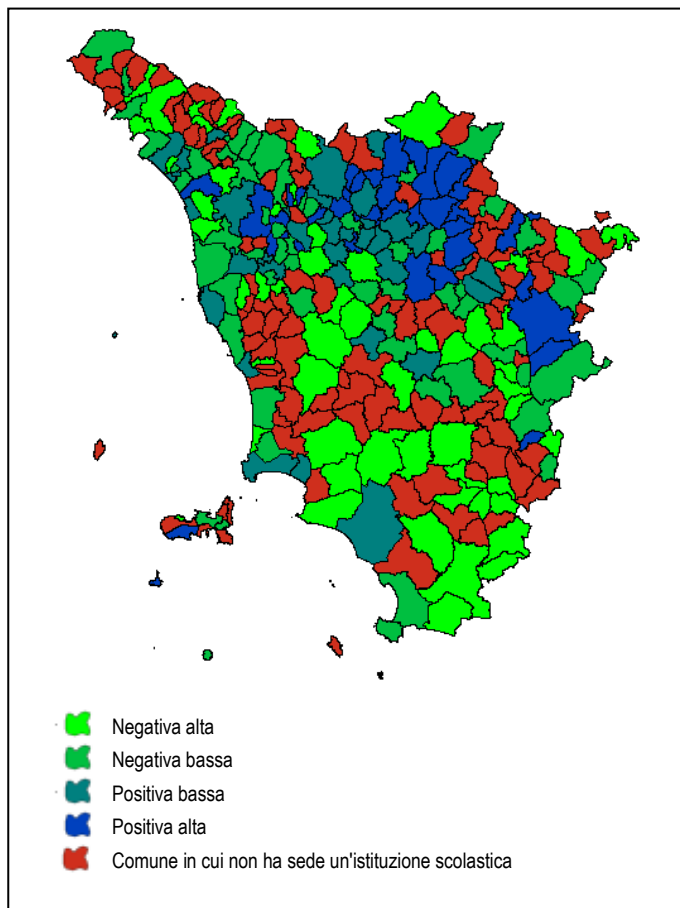 Negativa alta
Negativa bassa
Positiva bassa
Positiva alta
Comune in cui non ha sede un'istituzione scolastica